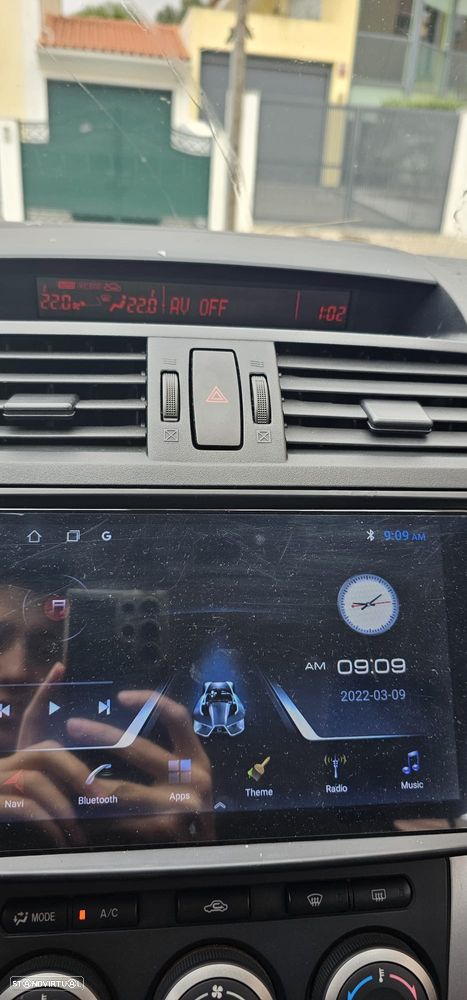 22.0 22.0 AV OFF 1:02
G 9:09 AM
AM 09:09
2022-03-09
Navi Bluetooth Apps Theme Radio Music
MODE A/C
STANDVIRTUAL